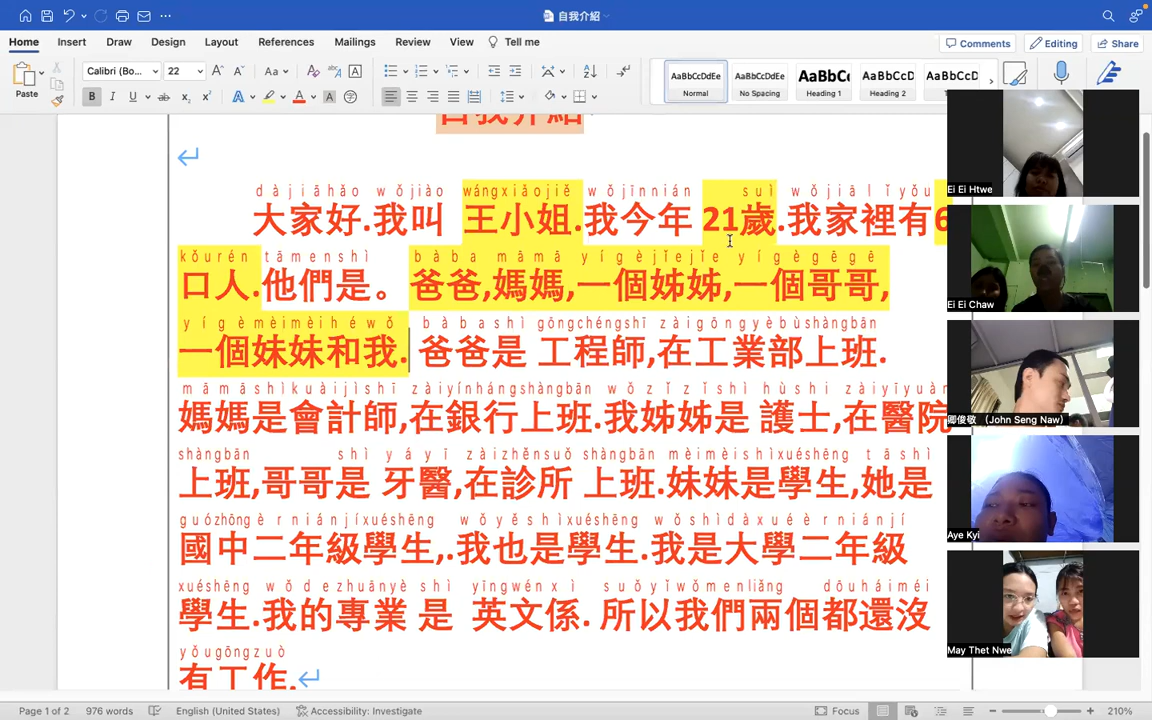 自我介紹
Home Insert Draw Design Layout References Mailings Review View Tell me Comments Editing Share
Paste Calibri (Bo... 22 AaBbCcDdEe Normal AaBbCcDdEe No Spacing AaBbC Heading 1 AaBbCcD Heading 2 AaBbCcD
自我介紹
dàjiāhǎo wǒjiào wángxiǎojiě wǒjīnnián suì wǒjiālǐyǒu
大家好.我叫 王小姐.我今年 21歲.我家裡有6
kǒurén tāmenshì bàba māmā yígèjiějie yígègēgē
口人.他們是。 爸爸,媽媽,一個姊姊,一個哥哥,
yígèmèimèihéwǒ bàbashì gōngchéngshī zàigōngyèbùshàngbān
一個妹妹和我. 爸爸是 工程師,在工業部上班.
māmāshìkuàijìshī zàiyínhángshàngbān wǒzǐzǐshì hùshì zàiyīyuàn
媽媽是會計師,在銀行上班.我姊姊是 護士,在醫院
shàngbān shì yáyī zàizhěnsuǒ shàngbān mèimèishìxuéshēng tāshì
上班,哥哥是 牙醫,在診所 上班.妹妹是學生,她是
guózhōngèrniánjíxuéshēng wǒyěshìxuéshēng wǒshìdàxuéèrniánjí
國中二年級學生,.我也是學生.我是大學二年級
xuéshēng wǒdezhuānyè shì yīngwénxì suǒyǐwǒmenliǎng dōuháiméi
學生.我的專業 是 英文係. 所以我們兩個都還沒
yǒugōngzuò
有工作.
Ei Ei Htwe
Ei Ei Chaw
卿俊敬 (John Seng Naw)
Aye Kyi
May Thet Nwe
Page 1 of 2 976 words English (United States) Accessibility: Investigate Focus 210%